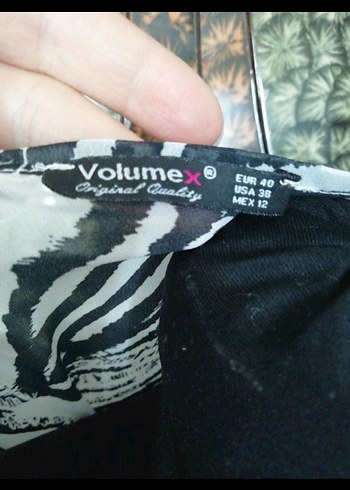 Volumex®
Original Quality
EUR 40
USA 38
MEX 12